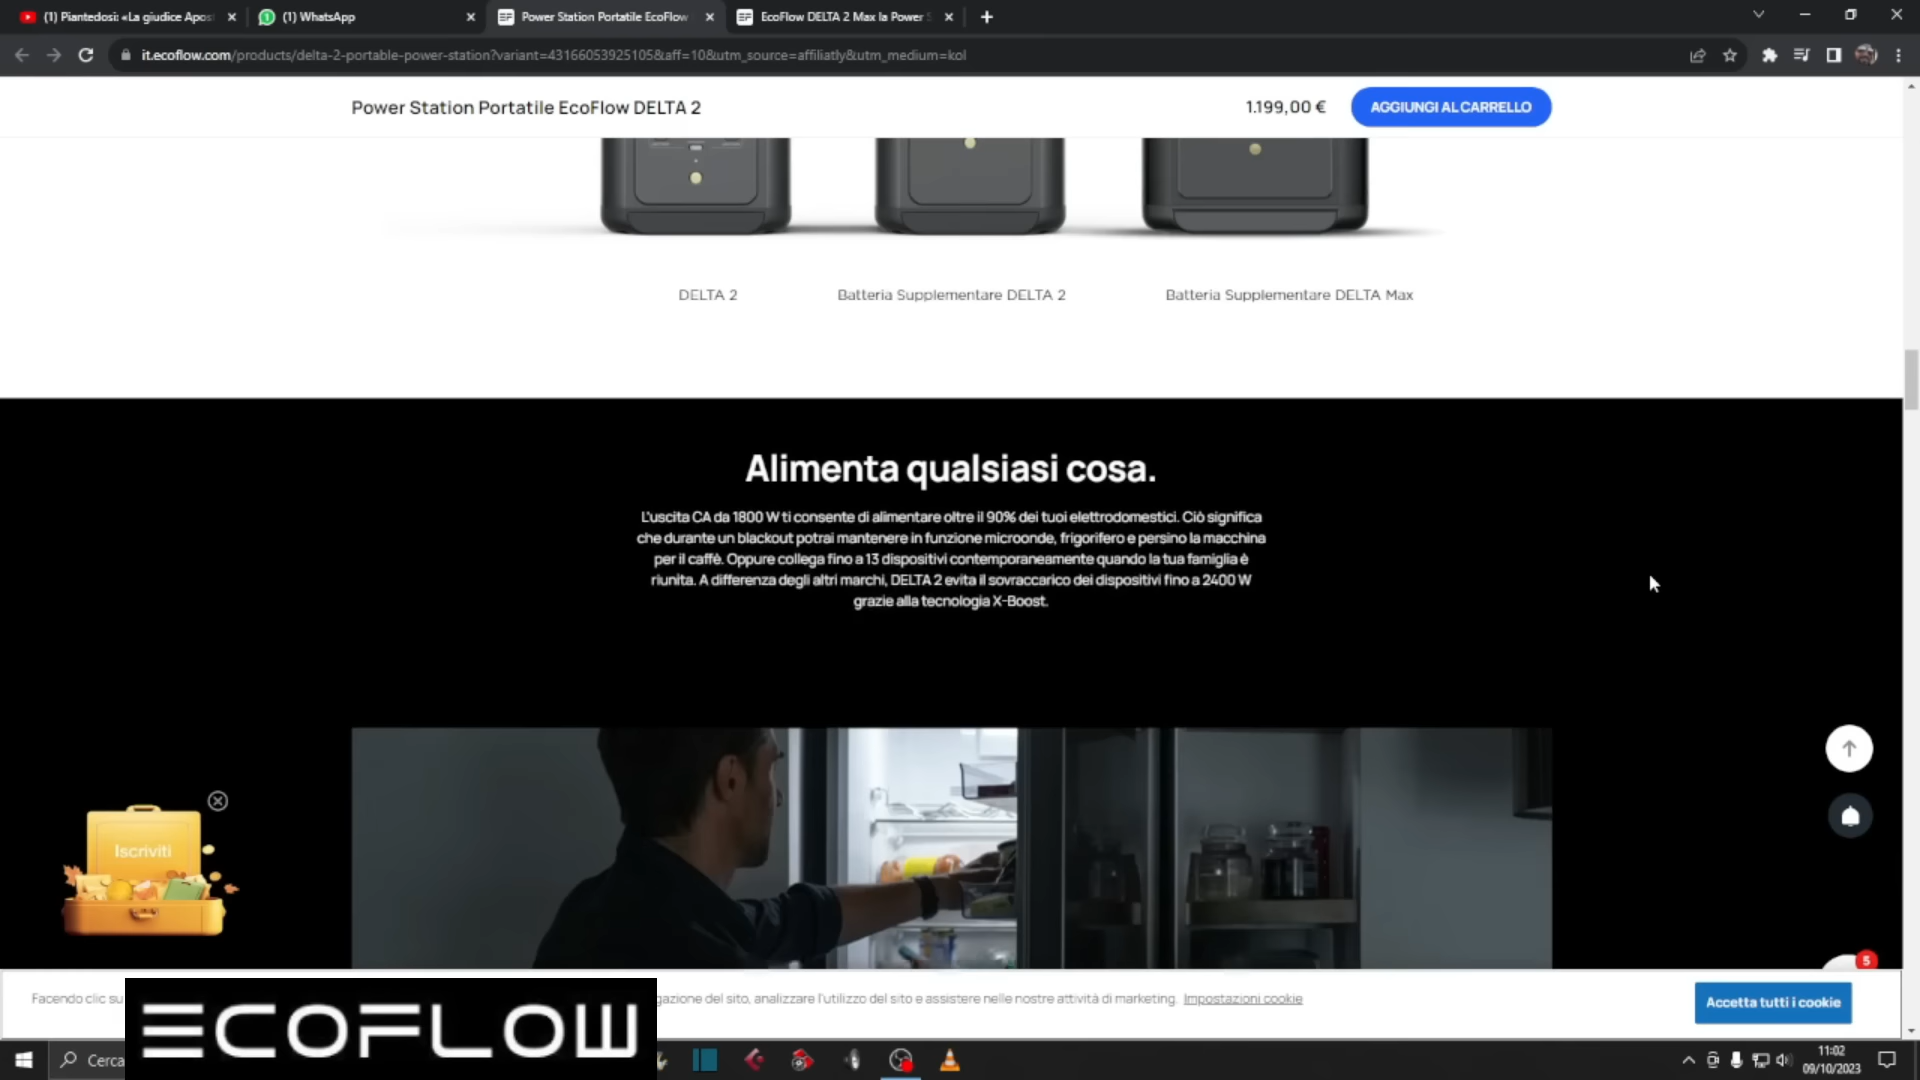 (1) Piantedosi: «La giudice Apos
(1) WhatsApp
Power Station Portatile EcoFlow
EcoFlow DELTA 2 Max la Power S
it.ecoflow.com/products/delta-2-portable-power-station?variant=43166053925105&aff=10&utm_source=affiliatly&utm_medium=kol
Power Station Portatile EcoFlow DELTA 2
1.199,00 €
AGGIUNGI AL CARRELLO
DELTA 2
Batteria Supplementare DELTA 2
Batteria Supplementare DELTA Max
Alimenta qualsiasi cosa.
L'uscita CA da 1800 W ti consente di alimentare oltre il 90% dei tuoi elettrodomestici. Ciò significa
che durante un blackout potrai mantenere in funzione microonde, frigorifero e persino la macchina
per il caffè. Oppure collega fino a 13 dispositivi contemporaneamente quando la tua famiglia è
riunita. A differenza degli altri marchi, DELTA 2 evita il sovraccarico dei dispositivi fino a 2400 W
grazie alla tecnologia X-Boost.
Iscriviti
5
Facendo clic su
gazione del sito, analizzare l'utilizzo del sito e assistere nelle nostre attività di marketing. Impostazioni cookie
Accetta tutti i cookie
ECOFLOW
Cerca
11:02
09/10/2023